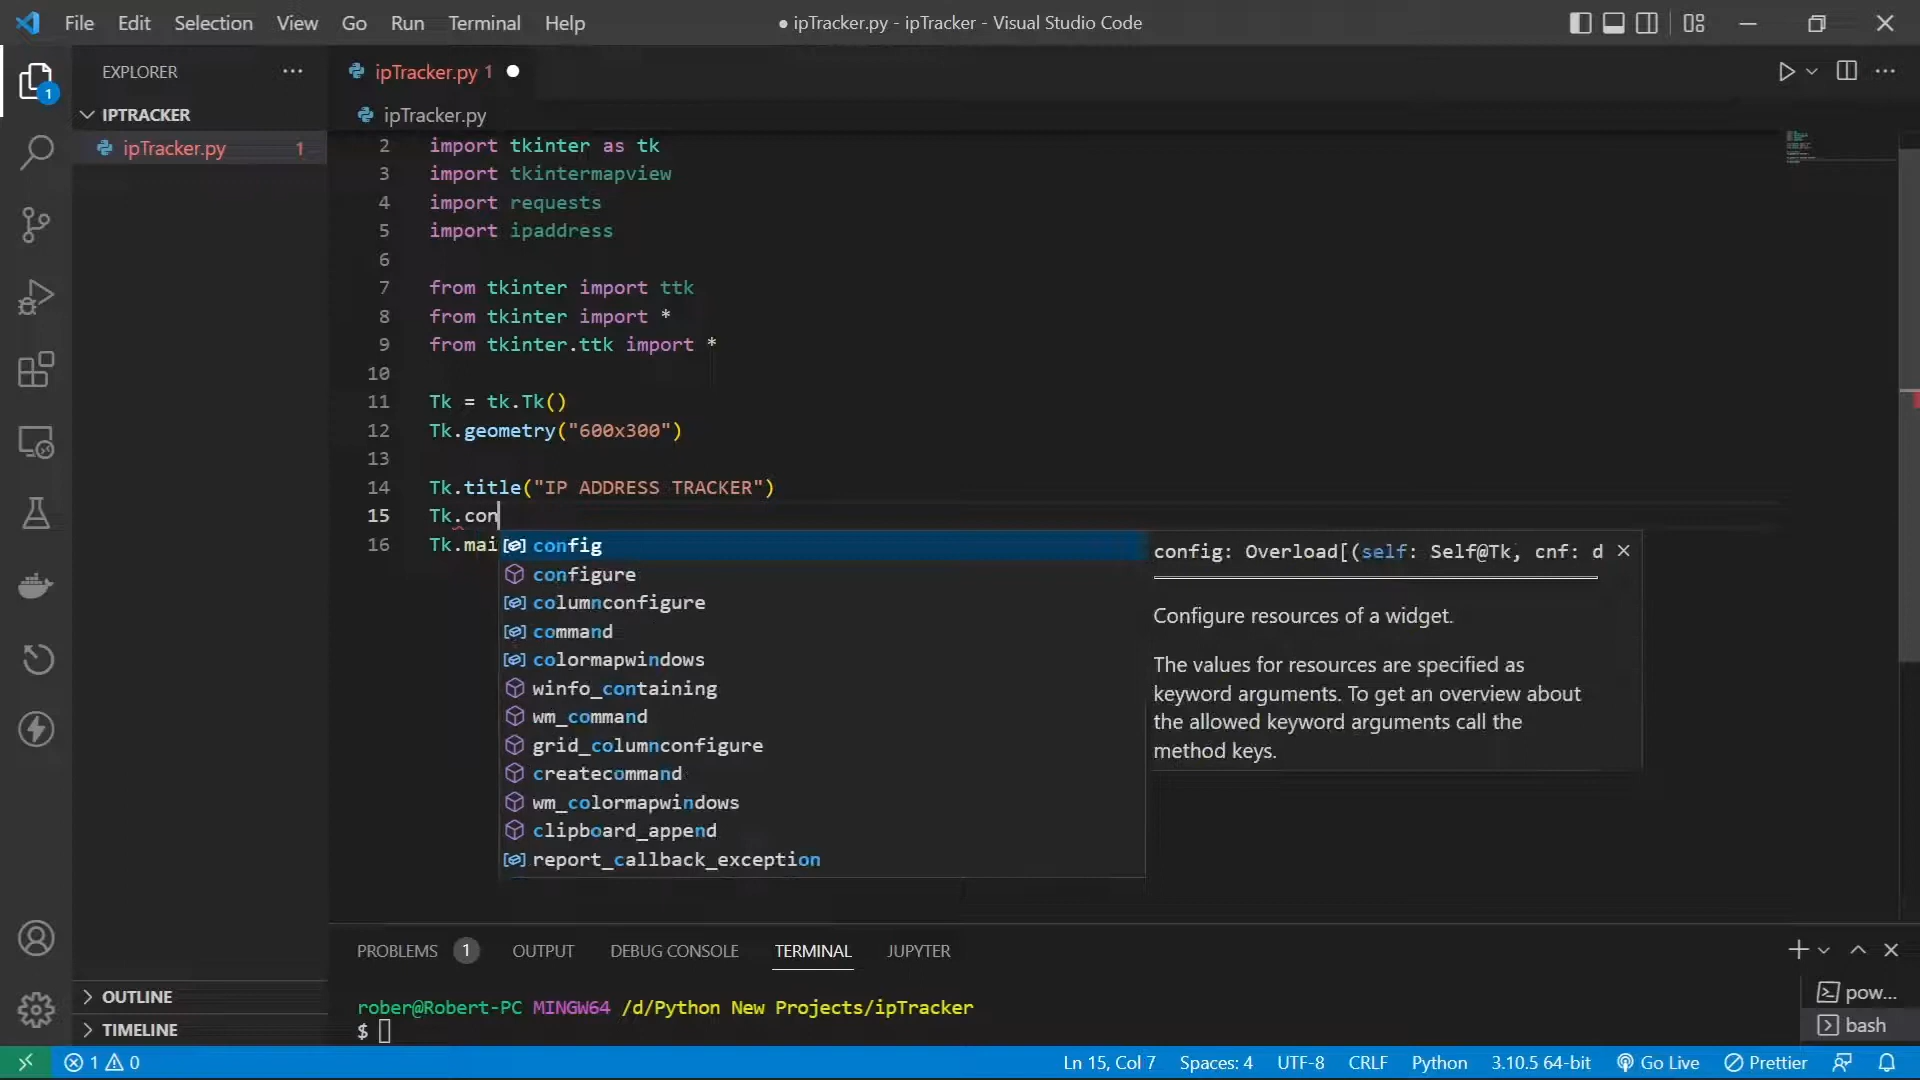 File Edit Selection View Go Run Terminal Help
● ipTracker.py - ipTracker - Visual Studio Code
EXPLORER
ipTracker.py 1
IPTRACKER
ipTracker.py 1
1
ipTracker.py
2 import tkinter as tk
3 import tkintermapview
4 import requests
5 import ipaddress
6
7 from tkinter import ttk
8 from tkinter import *
9 from tkinter.ttk import *
10
11 Tk = tk.Tk()
12 Tk.geometry("600x300")
13
14 Tk.title("IP ADDRESS TRACKER")
15 Tk.con
16 Tk.mai
config
configure
columnconfigure
command
colormapwindows
winfo_containing
wm_command
grid_columnconfigure
createcommand
wm_colormapwindows
clipboard_append
report_callback_exception
config: Overload[(self: Self@Tk, cnf: d
Configure resources of a widget.
The values for resources are specified as
keyword arguments. To get an overview about
the allowed keyword arguments call the
method keys.
PROBLEMS 1 OUTPUT DEBUG CONSOLE TERMINAL JUPYTER
rober@Robert-PC MINGW64 /d/Python New Projects/ipTracker
$
pow...
bash
OUTLINE
TIMELINE
1 0
Ln 15, Col 7 Spaces: 4 UTF-8 CRLF Python 3.10.5 64-bit Go Live Prettier